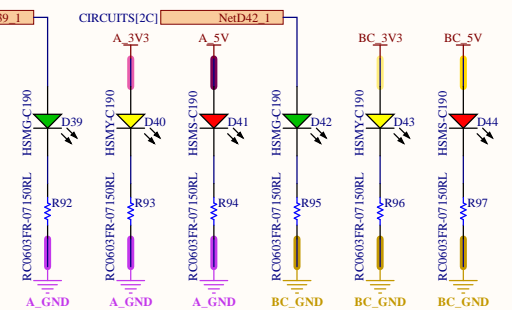 39_1
CIRCUITS[2C]
NetD42_1
A_3V3
A_5V
BC_3V3
BC_5V
HSMG-C190
D39
HSMY-C190
D40
HSMS-C190
D41
HSMG-C190
D42
HSMY-C190
D43
HSMS-C190
D44
RC0603FR-07150RL
R92
RC0603FR-07150RL
R93
RC0603FR-07150RL
R94
RC0603FR-07150RL
R95
RC0603FR-07150RL
R96
RC0603FR-07150RL
R97
A_GND
A_GND
A_GND
BC_GND
BC_GND
BC_GND